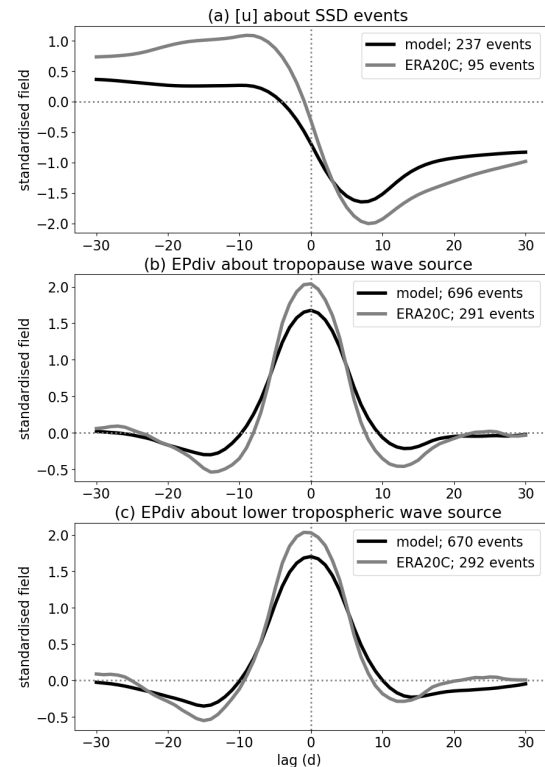 (a) [u] about SSD events
standardised field
1.0
0.5
0.0
−0.5
−1.0
−1.5
−2.0
model; 237 events
ERA20C; 95 events
−30 −20 −10 0 10 20 30
(b) EPdiv about tropopause wave source
standardised field
2.0
1.5
1.0
0.5
0.0
−0.5
model; 696 events
ERA20C; 291 events
−30 −20 −10 0 10 20 30
(c) EPdiv about lower tropospheric wave source
standardised field
2.0
1.5
1.0
0.5
0.0
−0.5
model; 670 events
ERA20C; 292 events
−30 −20 −10 0 10 20 30
lag (d)